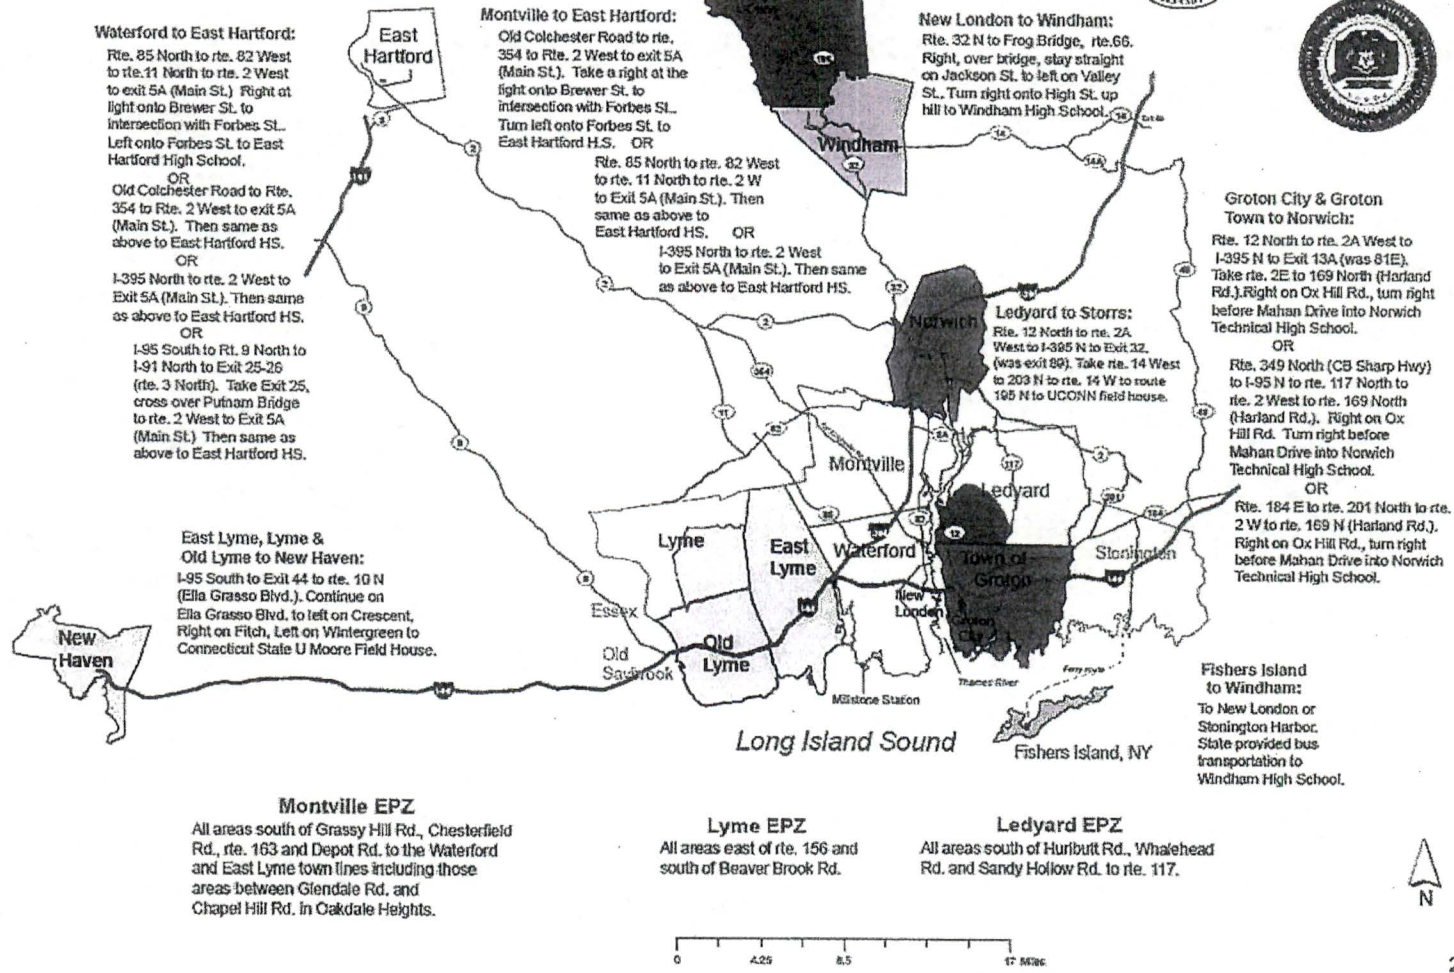 Waterford to East Hartford:
Rte. 85 North to rte. 82 West
to rte.11 North to rte. 2 West
to exit 5A (Main St.) Right at
light onto Brewer St. to
intersection with Forbes St..
Left onto Forbes St. to East
Hartford High School.
OR
Old Colchester Road to Rte.
354 to Rte. 2 West to exit 5A
(Main St.). Then same as
above to East Hartford HS.
OR
I-395 North to rte. 2 West to
Exit 5A (Main St.). Then same
as above to East Hartford HS.
OR
I-95 South to Rt. 9 North to
I-91 North to Exit 25-26
(rte. 3 North). Take Exit 25,
cross over Putnam Bridge
to rte. 2 West to Exit 5A
(Main St.) Then same as
above to East Hartford HS.
East
Hartford
Montville to East Hartford:
Old Colchester Road to rte.
354 to Rte. 2 West to exit 5A
(Main St.). Take a right at the
light onto Brewer St. to
intersection with Forbes St..
Turn left onto Forbes St. to
East Hartford H.S. OR
Rte. 85 North to rte. 82 West
to rte. 11 North to rte. 2 W
to Exit 5A (Main St.). Then
same as above to
East Hartford HS. OR
I-395 North to rte. 2 West
to Exit 5A (Main St.). Then same
as above to East Hartford HS.
New London to Windham:
Rte. 32 N to Frog Bridge, rte.66.
Right, over bridge, stay straight
on Jackson St. to left on Valley
St.. Turn right onto High St. up
hill to Windham High School.
Windham
32
14
14A
Groton City & Groton
Town to Norwich:
Rte. 12 North to rte. 2A West to
I-395 N to Exit 13A (was 81E).
Take rte. 2E to 169 North (Harland
Rd.).Right on Ox Hill Rd., turn right
before Mahan Drive into Norwich
Technical High School.
OR
Rte. 349 North (CB Sharp Hwy)
to I-95 N to rte. 117 North to
rte. 2 West to rte. 169 North
(Harland Rd.). Right on Ox
Hill Rd. Turn right before
Mahan Drive into Norwich
Technical High School.
OR
Rte. 184 E to rte. 201 North to rte.
2 W to rte. 169 N (Harland Rd.).
Right on Ox Hill Rd., turn right
before Mahan Drive into Norwich
Technical High School.
Norwich
Ledyard to Storrs:
Rte. 12 North to rte. 2A
West to I-395 N to Exit 32.
(was exit 89). Take rte. 14 West
to 203 N to rte. 14 W to route
195 N to UCONN field house.
3
2
2
2
32
49
9
354
11
82
2A
117
2
49
9
Montville
Ledyard
85
32
12
201
184
East Lyme, Lyme &
Old Lyme to New Haven:
I-95 South to Exit 44 to rte. 10 N
(Ella Grasso Blvd.). Continue on
Ella Grasso Blvd. to left on Crescent,
Right on Fitch, Left on Wintergreen to
Connecticut State U Moore Field House.
Lyme
East
Lyme
Waterford
Town of
Groton
Stonington
9
Essex
New
London
Groton
City
New
Haven
Old
Saybrook
Old
Lyme
Millstone Station
Thames River
Ferry route
Long Island Sound
Fishers Island, NY
Fishers Island
to Windham:
To New London or
Stonington Harbor.
State provided bus
transportation to
Windham High School.
Montville EPZ
All areas south of Grassy Hill Rd., Chesterfield
Rd., rte. 163 and Depot Rd. to the Waterford
and East Lyme town lines including those
areas between Glendale Rd. and
Chapel Hill Rd. in Oakdale Heights.
Lyme EPZ
All areas east of rte. 156 and
south of Beaver Brook Rd.
Ledyard EPZ
All areas south of Hurlbutt Rd., Whalehead
Rd. and Sandy Hollow Rd. to rte. 117.
N
0 4.25 8.5 17 Miles